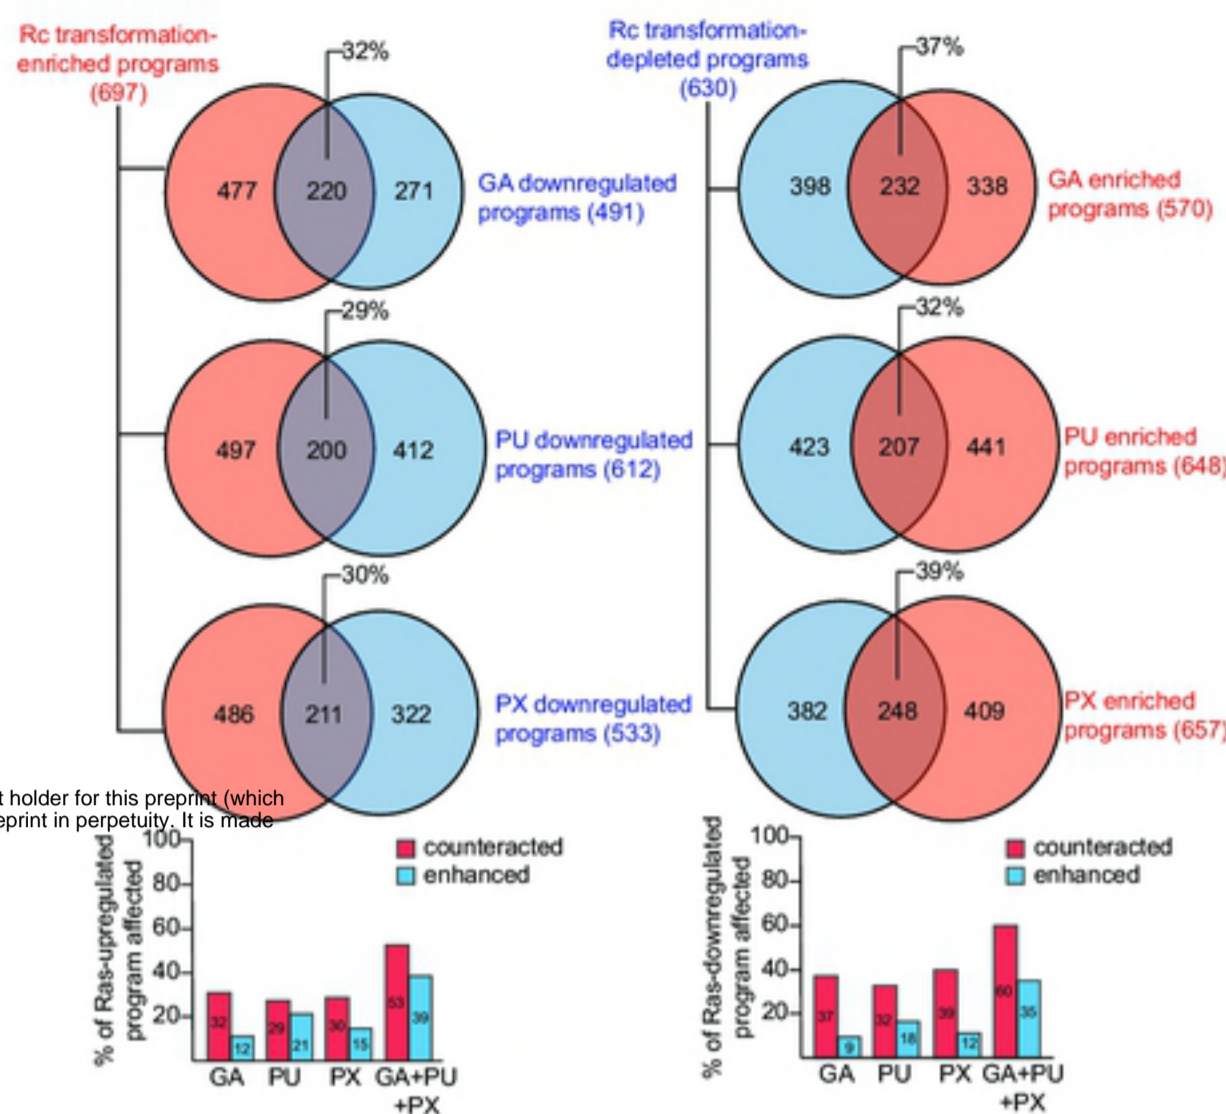 Rc transformation-
enriched programs
(697)
32%
477
220
271
GA downregulated
programs (491)
29%
497
200
412
PU downregulated
programs (612)
30%
486
211
322
PX downregulated
programs (533)
Rc transformation-
depleted programs
(630)
37%
398
232
338
GA enriched
programs (570)
32%
423
207
441
PU enriched
programs (648)
39%
382
248
409
PX enriched
programs (657)
t holder for this preprint (which
eprint in perpetuity. It is made
% of Ras-upregulated
program affected
100
80
60
40
20
counteracted
enhanced
32
12
29
21
30
15
53
39
GA
PU
PX
GA+PU
+PX
% of Ras-downregulated
program affected
100
80
60
40
20
counteracted
enhanced
37
9
32
18
39
12
60
35
GA
PU
PX
GA+PU
+PX